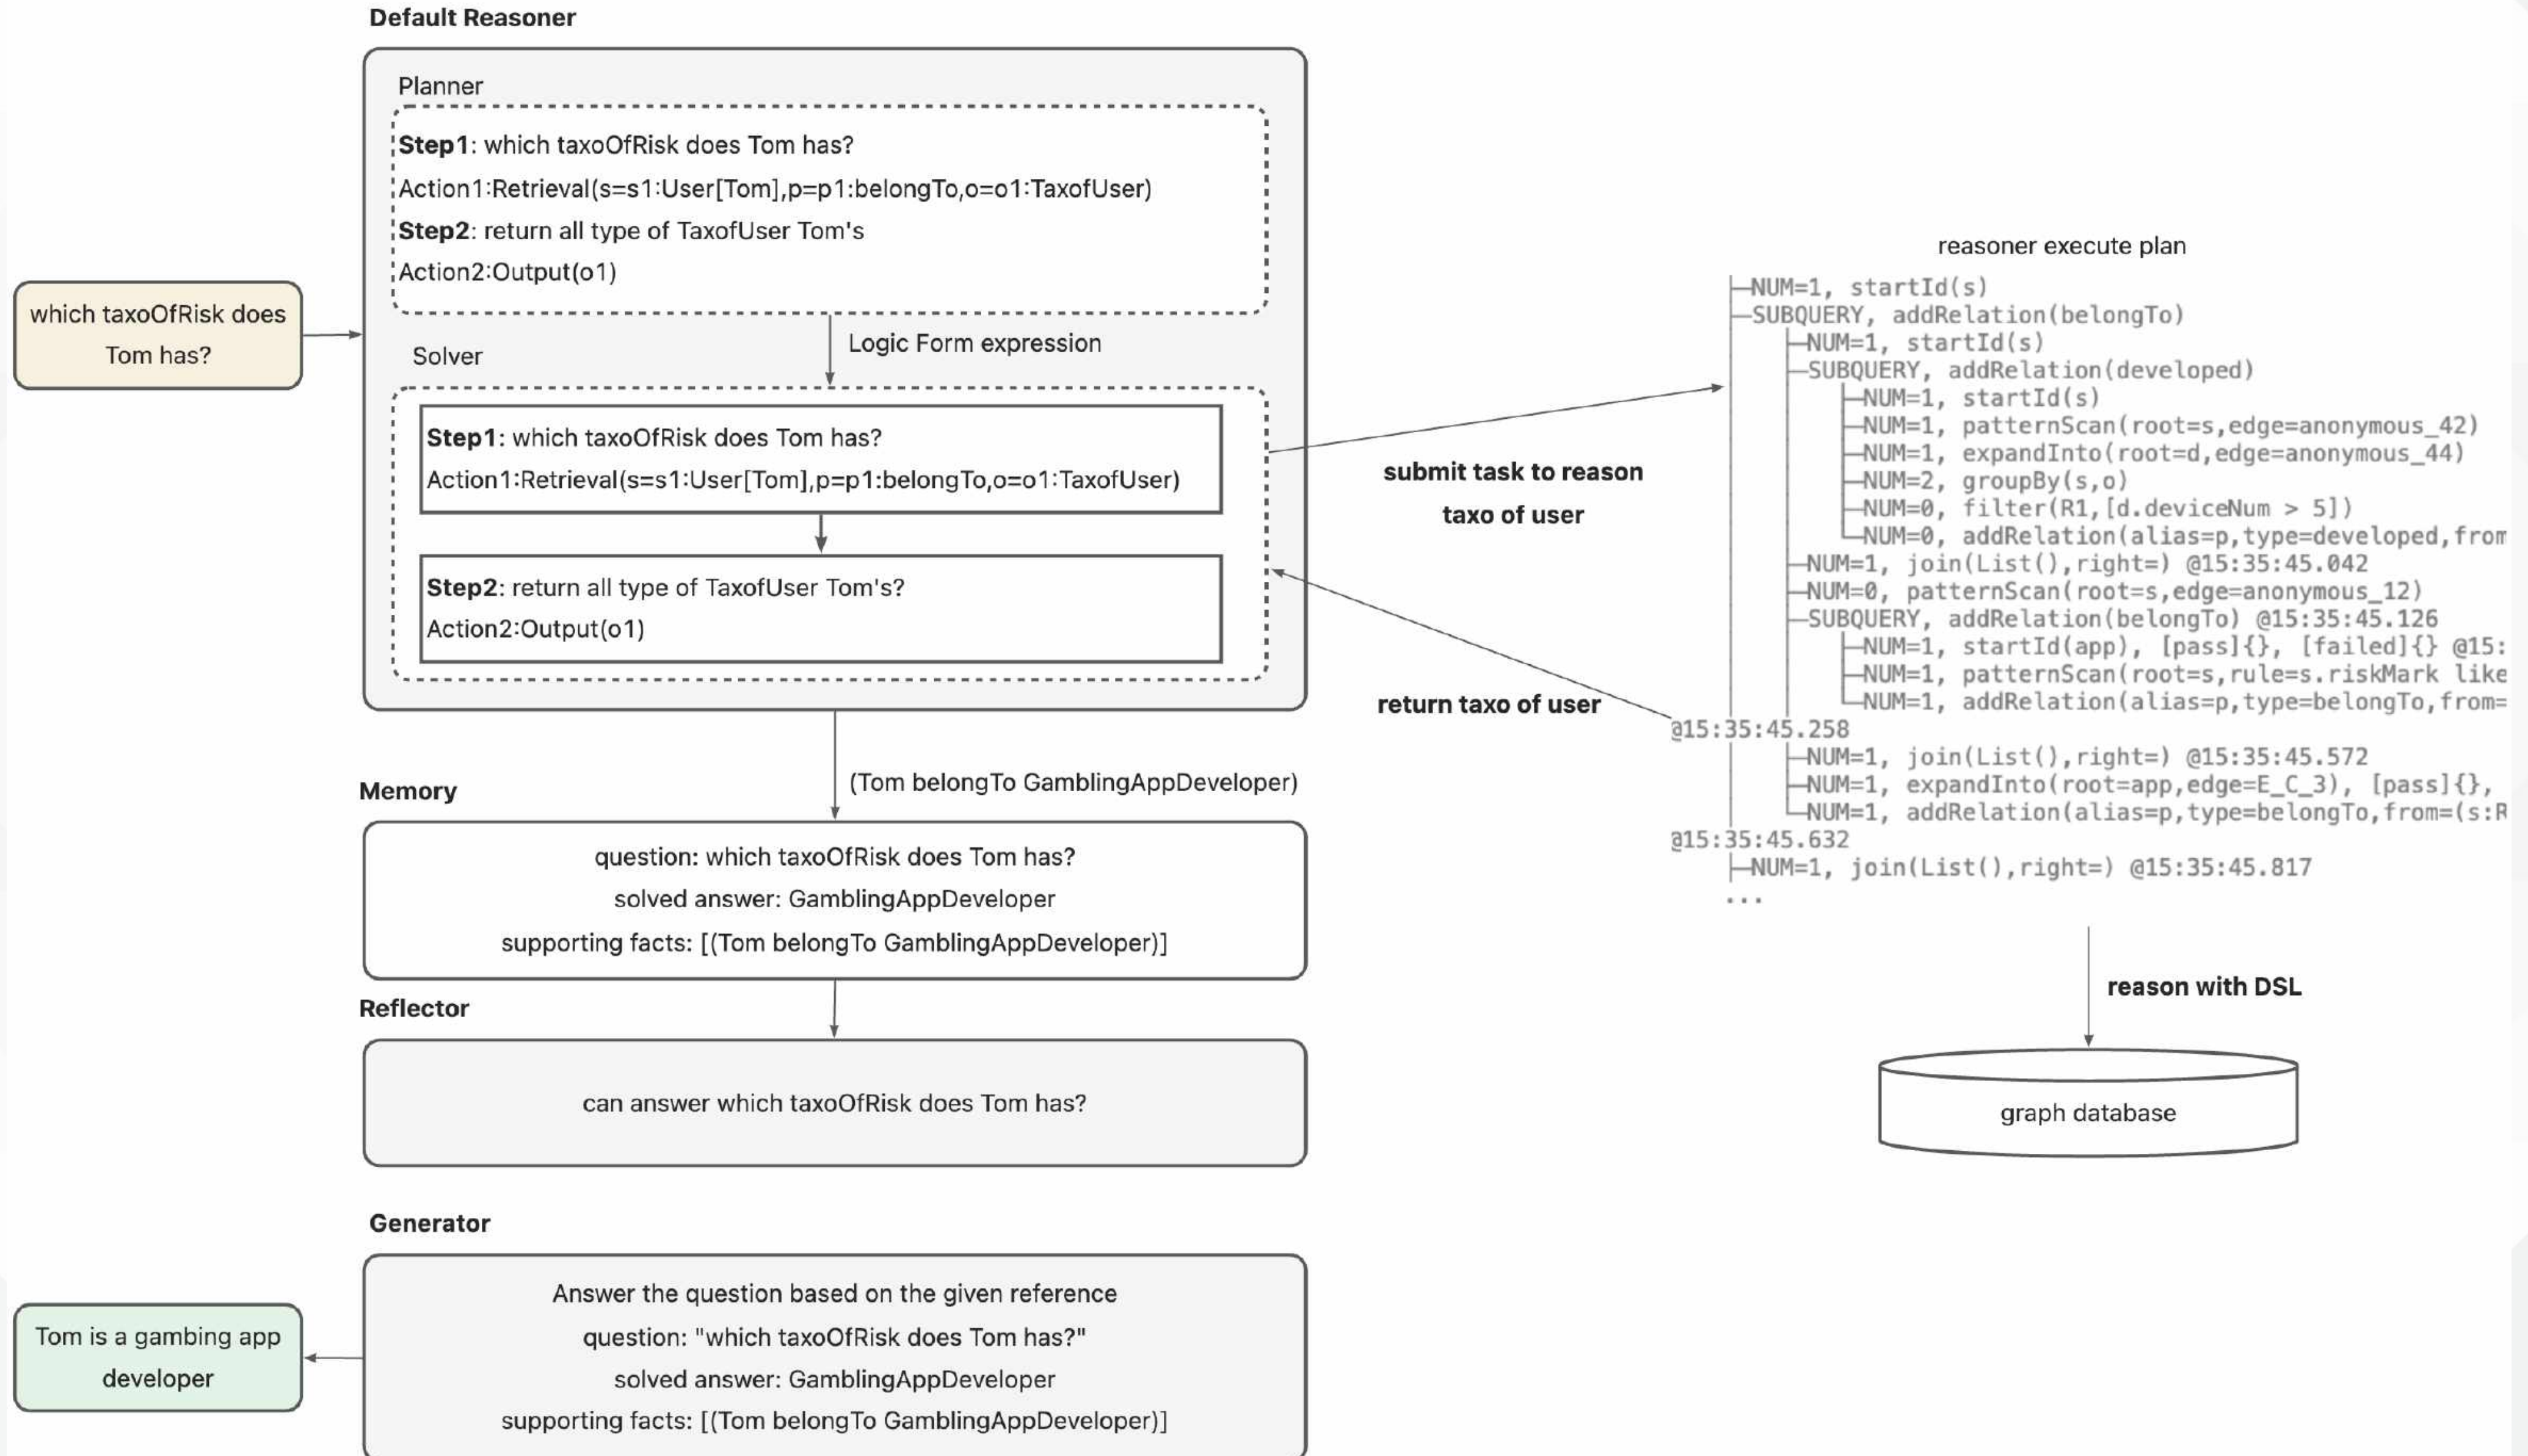 Default Reasoner
Planner
Step1: which taxoOfRisk does Tom has?
Action1:Retrieval(s=s1:User[Tom],p=p1:belongTo,o=o1:TaxofUser)
Step2: return all type of TaxofUser Tom's
Action2:Output(o1)
which taxoOfRisk does
Tom has?
Logic Form expression
Solver
Step1: which taxoOfRisk does Tom has?
Action1:Retrieval(s=s1:User[Tom],p=p1:belongTo,o=o1:TaxofUser)
Step2: return all type of TaxofUser Tom's?
Action2:Output(o1)
submit task to reason
taxo of user
return taxo of user
reasoner execute plan
NUM=1, startId(s)
SUBQUERY, addRelation(belongTo)
NUM=1, startId(s)
SUBQUERY, addRelation(developed)
NUM=1, startId(s)
NUM=1, patternScan(root=s,edge=anonymous_42)
NUM=1, expandInto(root=d,edge=anonymous_44)
NUM=2, groupBy(s,o)
NUM=0, filter(R1,[d.deviceNum > 5])
NUM=0, addRelation(alias=p,type=developed,from
NUM=1, join(List(),right=) @15:35:45.042
NUM=0, patternScan(root=s,edge=anonymous_12)
SUBQUERY, addRelation(belongTo) @15:35:45.126
NUM=1, startId(app), [pass]{}, [failed]{} @15:
NUM=1, patternScan(root=s,rule=s.riskMark like
NUM=1, addRelation(alias=p,type=belongTo,from=
@15:35:45.258
NUM=1, join(List(),right=) @15:35:45.572
NUM=1, expandInto(root=app,edge=E_C_3), [pass]{},
NUM=1, addRelation(alias=p,type=belongTo,from=(s:R
@15:35:45.632
NUM=1, join(List(),right=) @15:35:45.817
...
reason with DSL
graph database
(Tom belongTo GamblingAppDeveloper)
Memory
question: which taxoOfRisk does Tom has?
solved answer: GamblingAppDeveloper
supporting facts: [(Tom belongTo GamblingAppDeveloper)]
Reflector
can answer which taxoOfRisk does Tom has?
Generator
Answer the question based on the given reference
question: "which taxoOfRisk does Tom has?"
solved answer: GamblingAppDeveloper
supporting facts: [(Tom belongTo GamblingAppDeveloper)]
Tom is a gambing app
developer